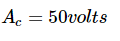 A_c = 50volts